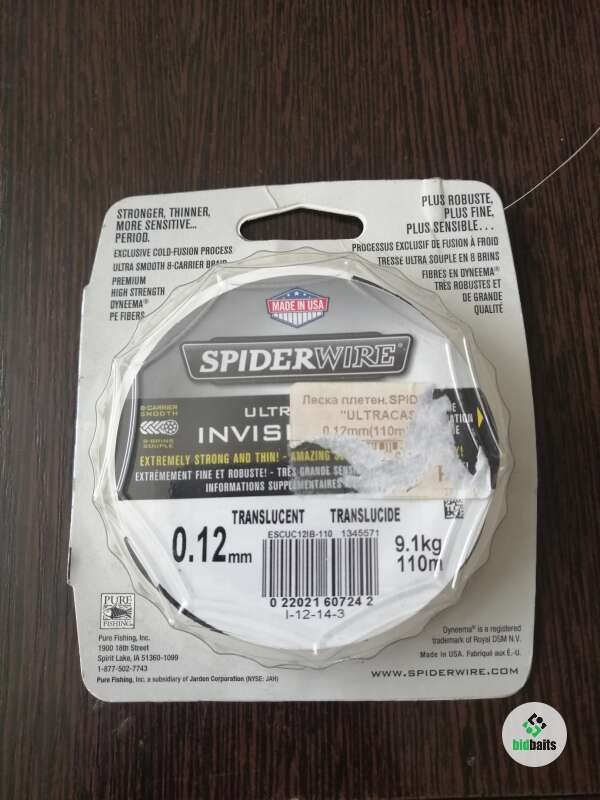 STRONGER, THINNER,
MORE SENSITIVE...
PERIOD.
EXCLUSIVE COLD-FUSION PROCESS
ULTRA SMOOTH 8-CARRIER BRAID
PREMIUM
HIGH STRENGTH
DYNEEMA®
PE FIBERS
PLUS ROBUSTE,
PLUS FINE,
PLUS SENSIBLE...
PROCESSUS EXCLUSIF DE FUSION À FROID
TRESSE ULTRA SOUPLE EN 8 BRINS
FIBRES EN DYNEEMA®
TRÈS ROBUSTES ET
DE GRANDE
QUALITÉ
MADE IN USA
SPIDERWIRE®
8-CARRIER
SMOOTH
8-BRINS
SOUPLE
ULTR
INVIS
Леска плетен.SPID
"ULTRACAS
0.12mm(110m
EXTREMELY STRONG AND THIN! - AMAZING
EXTRÊMEMENT FINE ET ROBUSTE! - TRÈS GRANDE SENSI
INFORMATIONS SUPPLÉMENTAIRES
TRANSLUCENT TRANSLUCIDE
0.12mm
ESCUC12IB-110 1345571
9.1kg
110m
0 22021 60724 2
I-12-14-3
PURE
FISHING
Pure Fishing, Inc.
1900 18th Street
Spirit Lake, IA 51360-1099
1-877-502-7743
Pure Fishing, Inc. a subsidiary of Jarden Corporation (NYSE: JAH)
Dyneema® is a registered
trademark of Royal DSM N.V.
Made in USA. Fabriqué aux É.-U.
WWW.SPIDERWIRE.COM
bidbaits